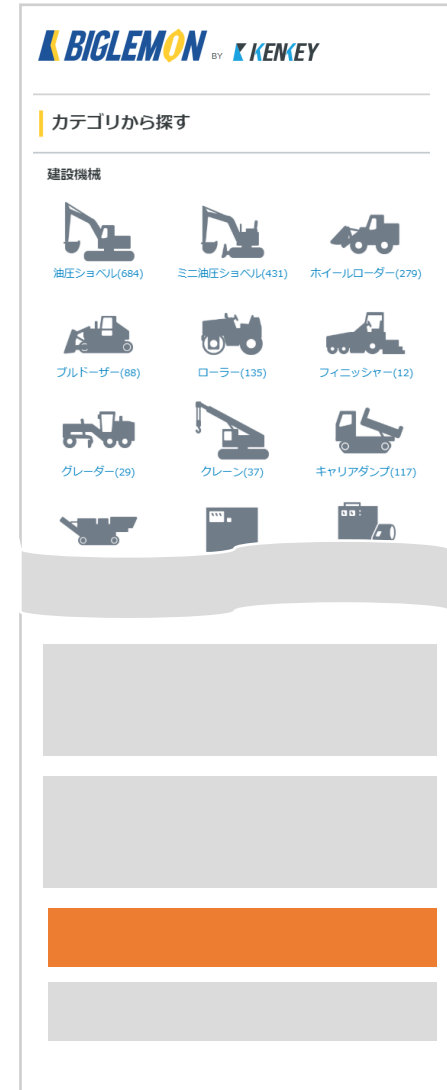 BIGLEMON BY KENKEY
カテゴリから探す
建設機械
油圧ショベル(684) ミニ油圧ショベル(431) ホイールローダー(279)
ブルドーザー(88) ローラー(135) フィニッシャー(12)
グレーダー(29) クレーン(37) キャリアダンプ(117)